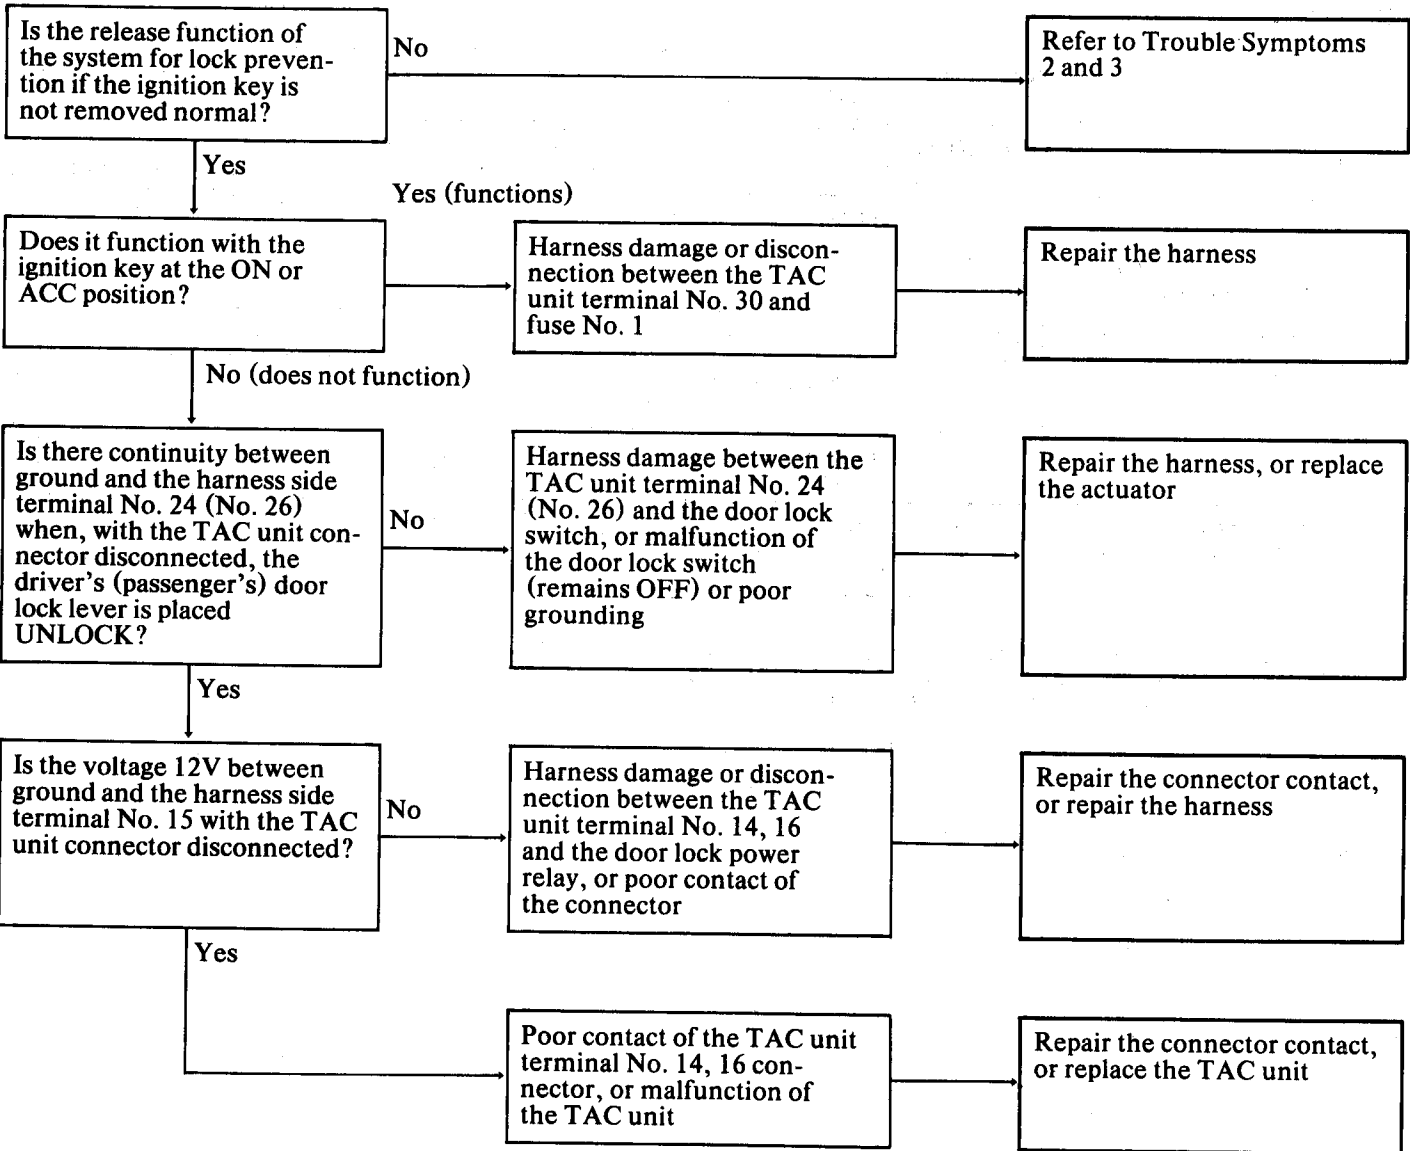 Is the release function of
the system for lock preven-
tion if the ignition key is
not removed normal?
No
Refer to Trouble Symptoms
2 and 3
Yes
Yes (functions)
Does it function with the
ignition key at the ON or
ACC position?
Harness damage or discon-
nection between the TAC
unit terminal No. 30 and
fuse No. 1
Repair the harness
No (does not function)
Is there continuity between
ground and the harness side
terminal No. 24 (No. 26)
when, with the TAC unit con-
nector disconnected, the
driver's (passenger's) door
lock lever is placed
UNLOCK?
No
Harness damage between the
TAC unit terminal No. 24
(No. 26) and the door lock
switch, or malfunction of
the door lock switch
(remains OFF) or poor
grounding
Repair the harness, or replace
the actuator
Yes
Is the voltage 12V between
ground and the harness side
terminal No. 15 with the TAC
unit connector disconnected?
No
Harness damage or discon-
nection between the TAC
unit terminal No. 14, 16
and the door lock power
relay, or poor contact of
the connector
Repair the connector contact,
or repair the harness
Yes
Poor contact of the TAC unit
terminal No. 14, 16 con-
nector, or malfunction of
the TAC unit
Repair the connector contact,
or replace the TAC unit